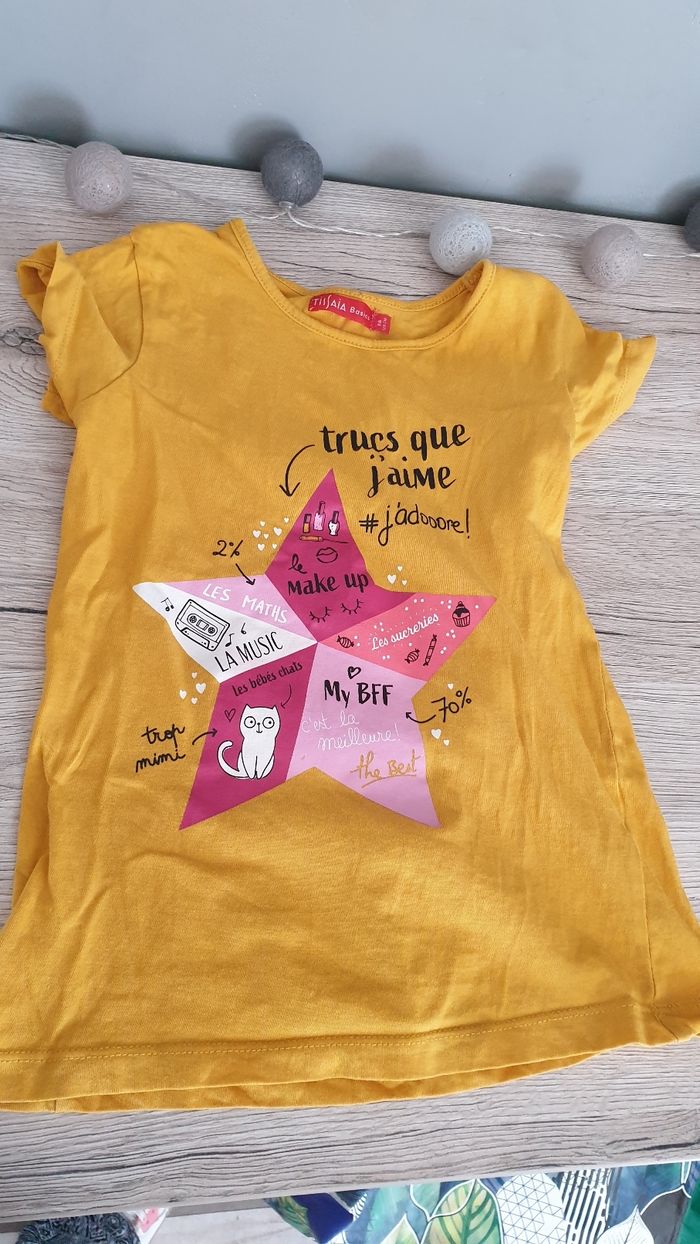 TISSAIA Basics
trucs que
j'aime
#j'adooore!
2%
le
make up
LES MATHS
Les sucreries
LA MUSIC
les bébés chats
My BFF
70%
c'est la
meilleure!
trop
mimi
the Best